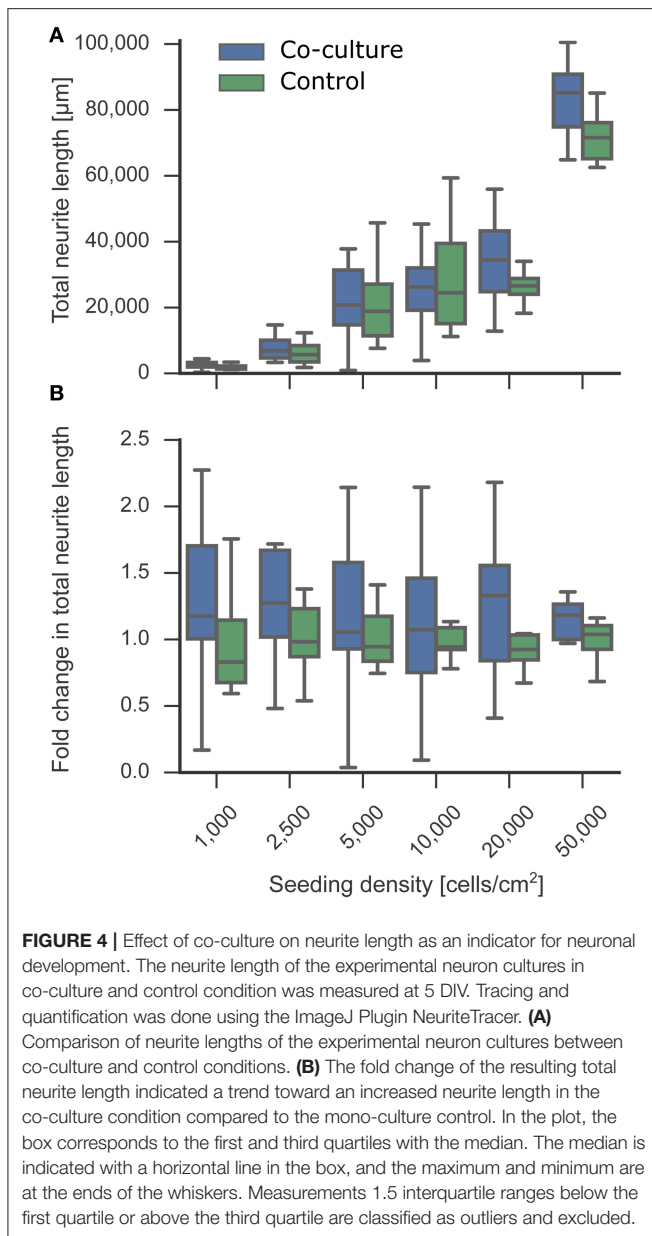 A
100,000
80,000
60,000
40,000
20,000
0
Total neurite length [µm]
Co-culture
Control
B
2.5
2.0
1.5
1.0
0.5
0.0
Fold change in total neurite length
1,000
2,500
5,000
10,000
20,000
50,000
Seeding density [cells/cm²]
FIGURE 4 | Effect of co-culture on neurite length as an indicator for neuronal
development. The neurite length of the experimental neuron cultures in
co-culture and control condition was measured at 5 DIV. Tracing and
quantification was done using the ImageJ Plugin NeuriteTracer. (A)
Comparison of neurite lengths of the experimental neuron cultures between
co-culture and control conditions. (B) The fold change of the resulting total
neurite length indicated a trend toward an increased neurite length in the
co-culture condition compared to the mono-culture control. In the plot, the
box corresponds to the first and third quartiles with the median. The median is
indicated with a horizontal line in the box, and the maximum and minimum are
at the ends of the whiskers. Measurements 1.5 interquartile ranges below the
first quartile or above the third quartile are classified as outliers and excluded.